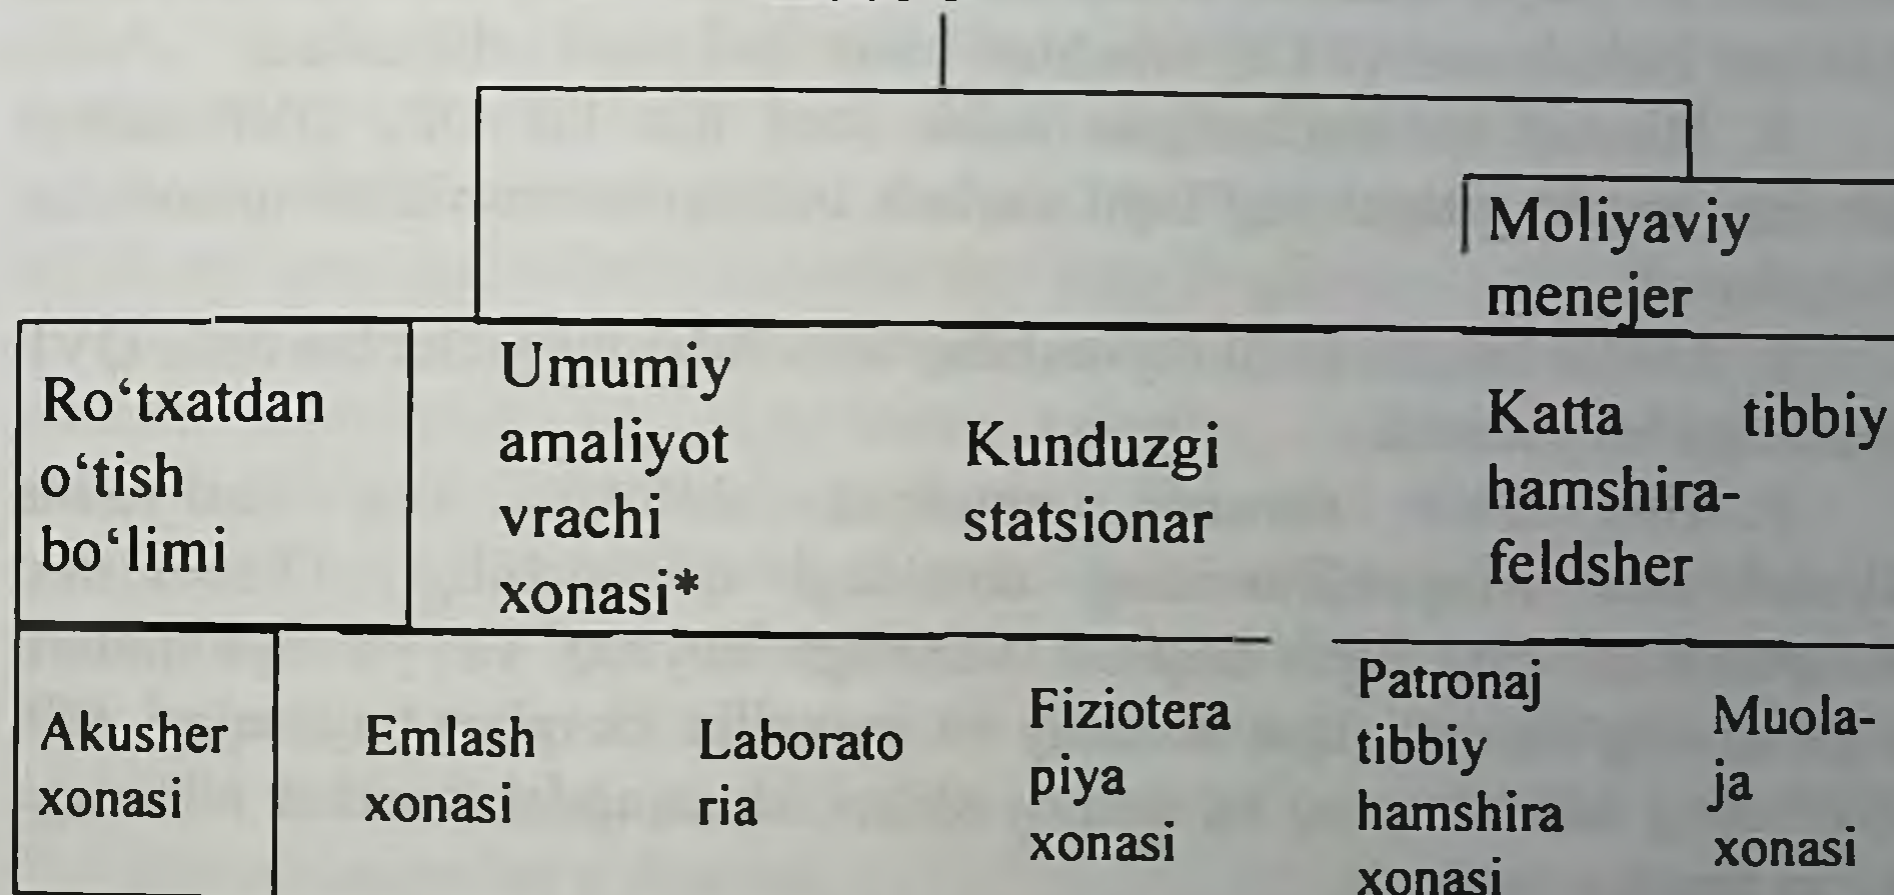 Moliyaviy
menejer
Ro‘txatdan
o‘tish
bo‘limi
Umumiy
amaliyot
vrachi
xonasi*
Kunduzgi
statsionar
Katta tibbiy
hamshira-
feldsher
Akusher
xonasi
Emlash
xonasi
Laborato
ria
Fiziotera
piya
xonasi
Patronaj
tibbiy
hamshira
xonasi
Muola-
ja
xonasi